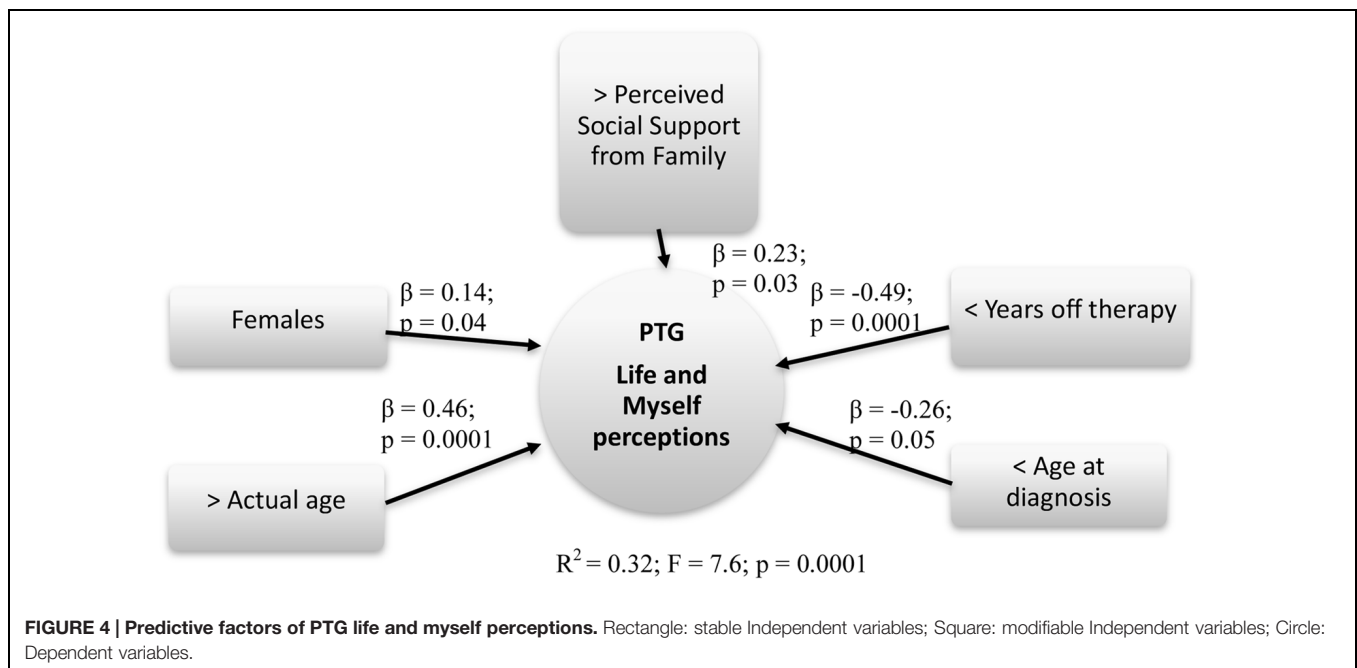 > Perceived
Social Support
from Family
β = 0.23;
p = 0.03
β = -0.49;
p = 0.0001
< Years off therapy
Females
β = 0.14;
p = 0.04
PTG
Life and
Myself
perceptions
β = 0.46;
p = 0.0001
> Actual age
β = -0.26;
p = 0.05
< Age at
diagnosis
R² = 0.32; F = 7.6; p = 0.0001
FIGURE 4 | Predictive factors of PTG life and myself perceptions. Rectangle: stable Independent variables; Square: modifiable Independent variables; Circle:
Dependent variables.